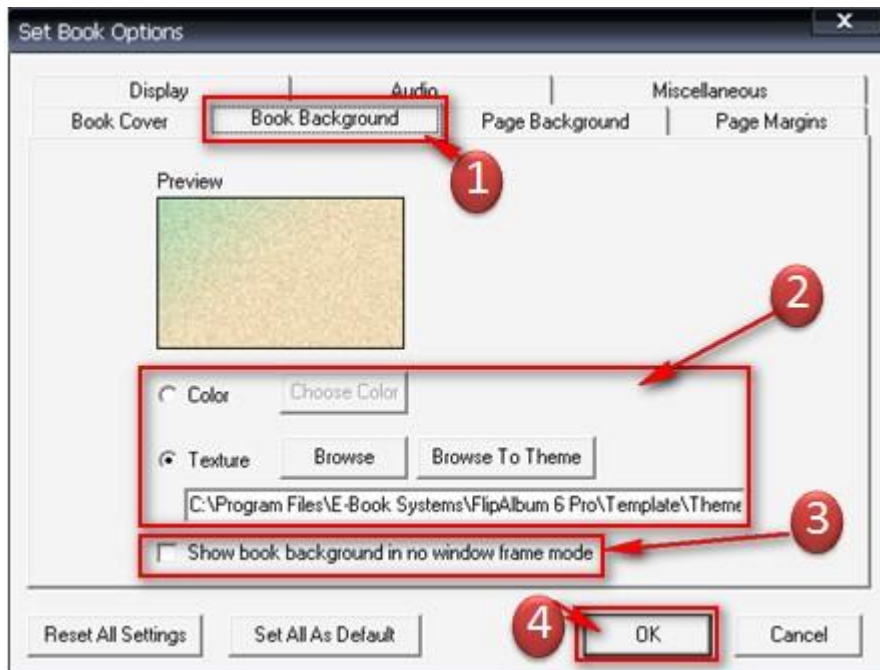 Set Book Options X
Display Audio Miscellaneous
Book Cover Book Background Page Background Page Margins
1
Preview
2
Color Choose Color
Texture Browse Browse To Theme
C:\Program Files\E-Book Systems\FlipAlbum 6 Pro\Template\Theme
3
Show book background in no window frame mode
4
Reset All Settings Set All As Default OK Cancel